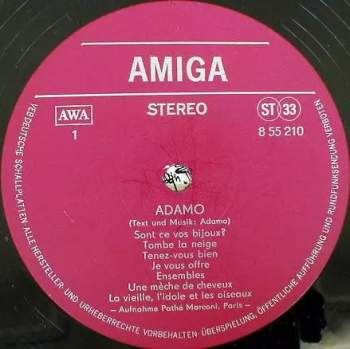 AMIGA
STEREO
AWA
1
ST 33
8 55 210
ADAMO
(Text und Musik: Adamo)
Sont ce vos bijoux?
Tombe la neige
Tenez-vous bien
Je vous offre
Ensembles
Une mèche de cheveux
La vieille, l'idole et les oiseaux
– Aufnahme Pathé Marconi, Paris –
VEB DEUTSCHE SCHALLPLATTEN · ALLE HERSTELLER- UND URHEBERRECHTE VORBEHALTEN · ÜBERSPIELUNG, ÖFFENTLICHE AUFFÜHRUNG UND RUNDFUNKSENDUNG VERBOTEN